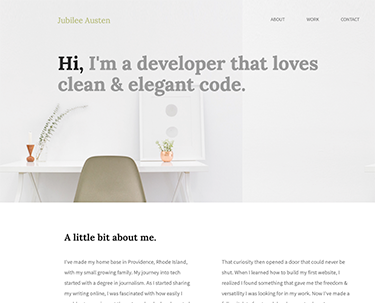 Jubilee Austen
ABOUT WORK CONTACT
Hi, I'm a developer that loves
clean & elegant code.
A little bit about me.
I've made my home base in Providence, Rhode Island,
with my small growing family. My journey into tech
started with a degree in journalism. As I started sharing
my writing online, I was fascinated with how easily I
That curiosity then opened a door that could never be
shut. When I learned how to build my first website, I
realized I found something that gave me the freedom &
versatility I was looking for in my work. Now I've made a